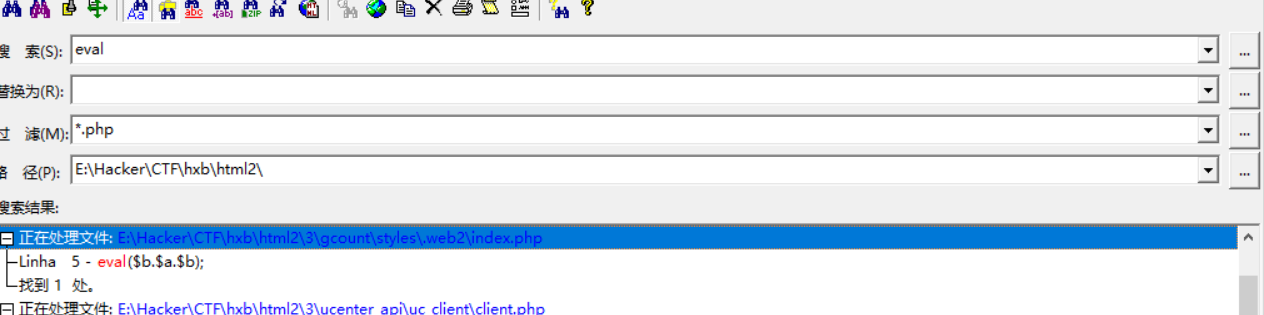 搜 索(S): eval ...
替换为(R): ...
过 滤(M): *.php ...
路 径(P): E:\Hacker\CTF\hxb\html2\ ...
搜索结果:
正在处理文件: E:\Hacker\CTF\hxb\html2\3\gcount\styles\.web2\index.php
Linha 5 - eval($b.$a.$b);
找到 1 处。
正在处理文件: E:\Hacker\CTF\hxb\html2\3\ucenter_api\uc_client\client.php